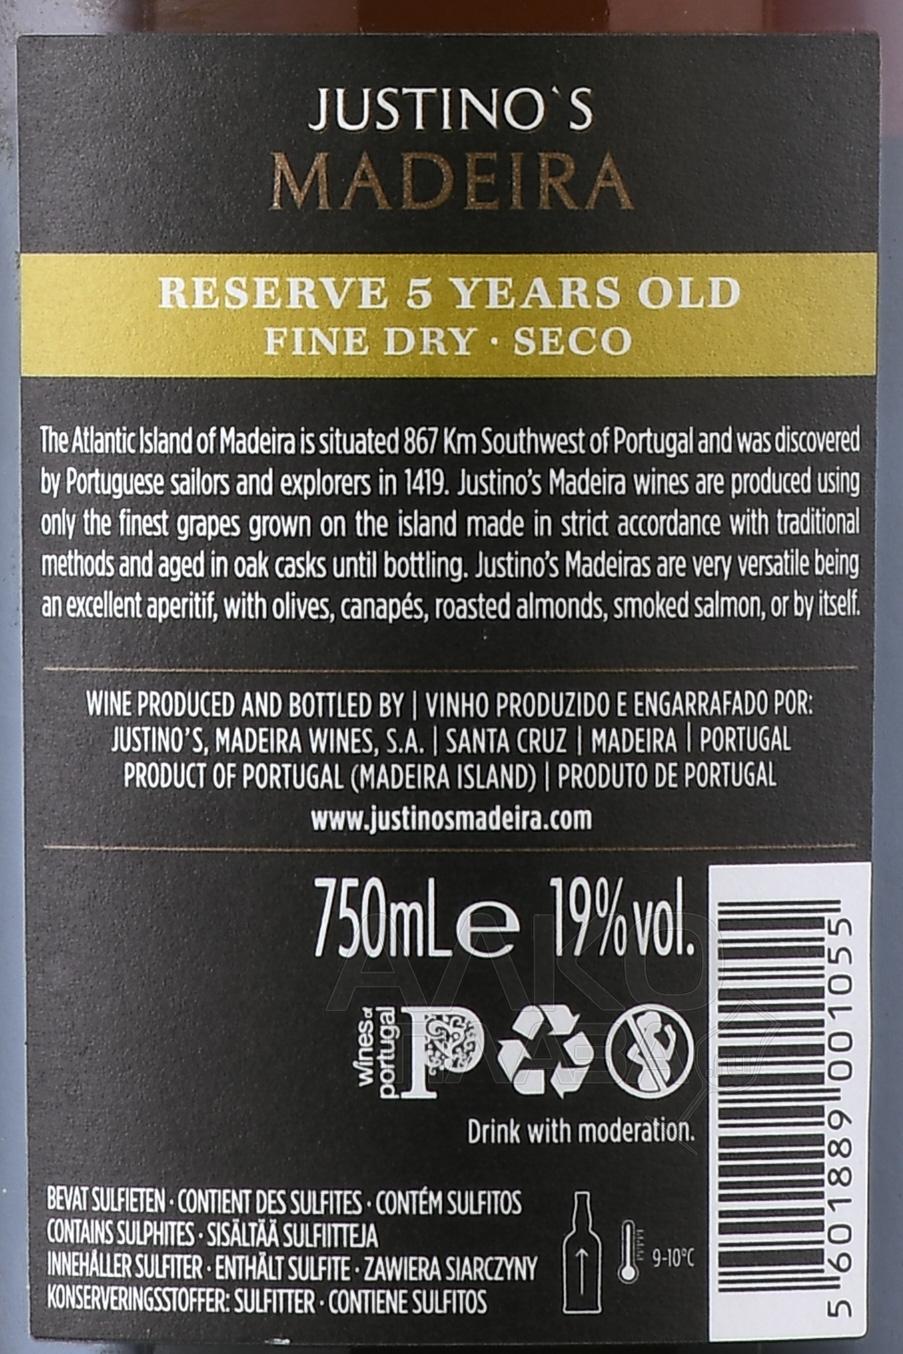 JUSTINO`S
MADEIRA
RESERVE 5 YEARS OLD
FINE DRY · SECO
The Atlantic Island of Madeira is situated 867 Km Southwest of Portugal and was discovered
by Portuguese sailors and explorers in 1419. Justino's Madeira wines are produced using
only the finest grapes grown on the island made in strict accordance with traditional
methods and aged in oak casks until bottling. Justino's Madeiras are very versatile being
an excellent aperitif, with olives, canapés, roasted almonds, smoked salmon, or by itself.
WINE PRODUCED AND BOTTLED BY | VINHO PRODUZIDO E ENGARRAFADO POR:
JUSTINO'S, MADEIRA WINES, S.A. | SANTA CRUZ | MADEIRA | PORTUGAL
PRODUCT OF PORTUGAL (MADEIRA ISLAND) | PRODUTO DE PORTUGAL
www.justinosmadeira.com
750mL e 19% vol.
wines of
portugal
P
Drink with moderation.
BEVAT SULFIETEN · CONTIENT DES SULFITES · CONTÉM SULFITOS
CONTAINS SULPHITES · SISÄLTÄÄ SULFIITTEJA
INNEHÅLLER SULFITER · ENTHÄLT SULFITE · ZAWIERA SIARCZYNY
KONSERVERINGSSTOFFER: SULFITTER · CONTIENE SULFITOS
9-10ºC
5 601889 001055